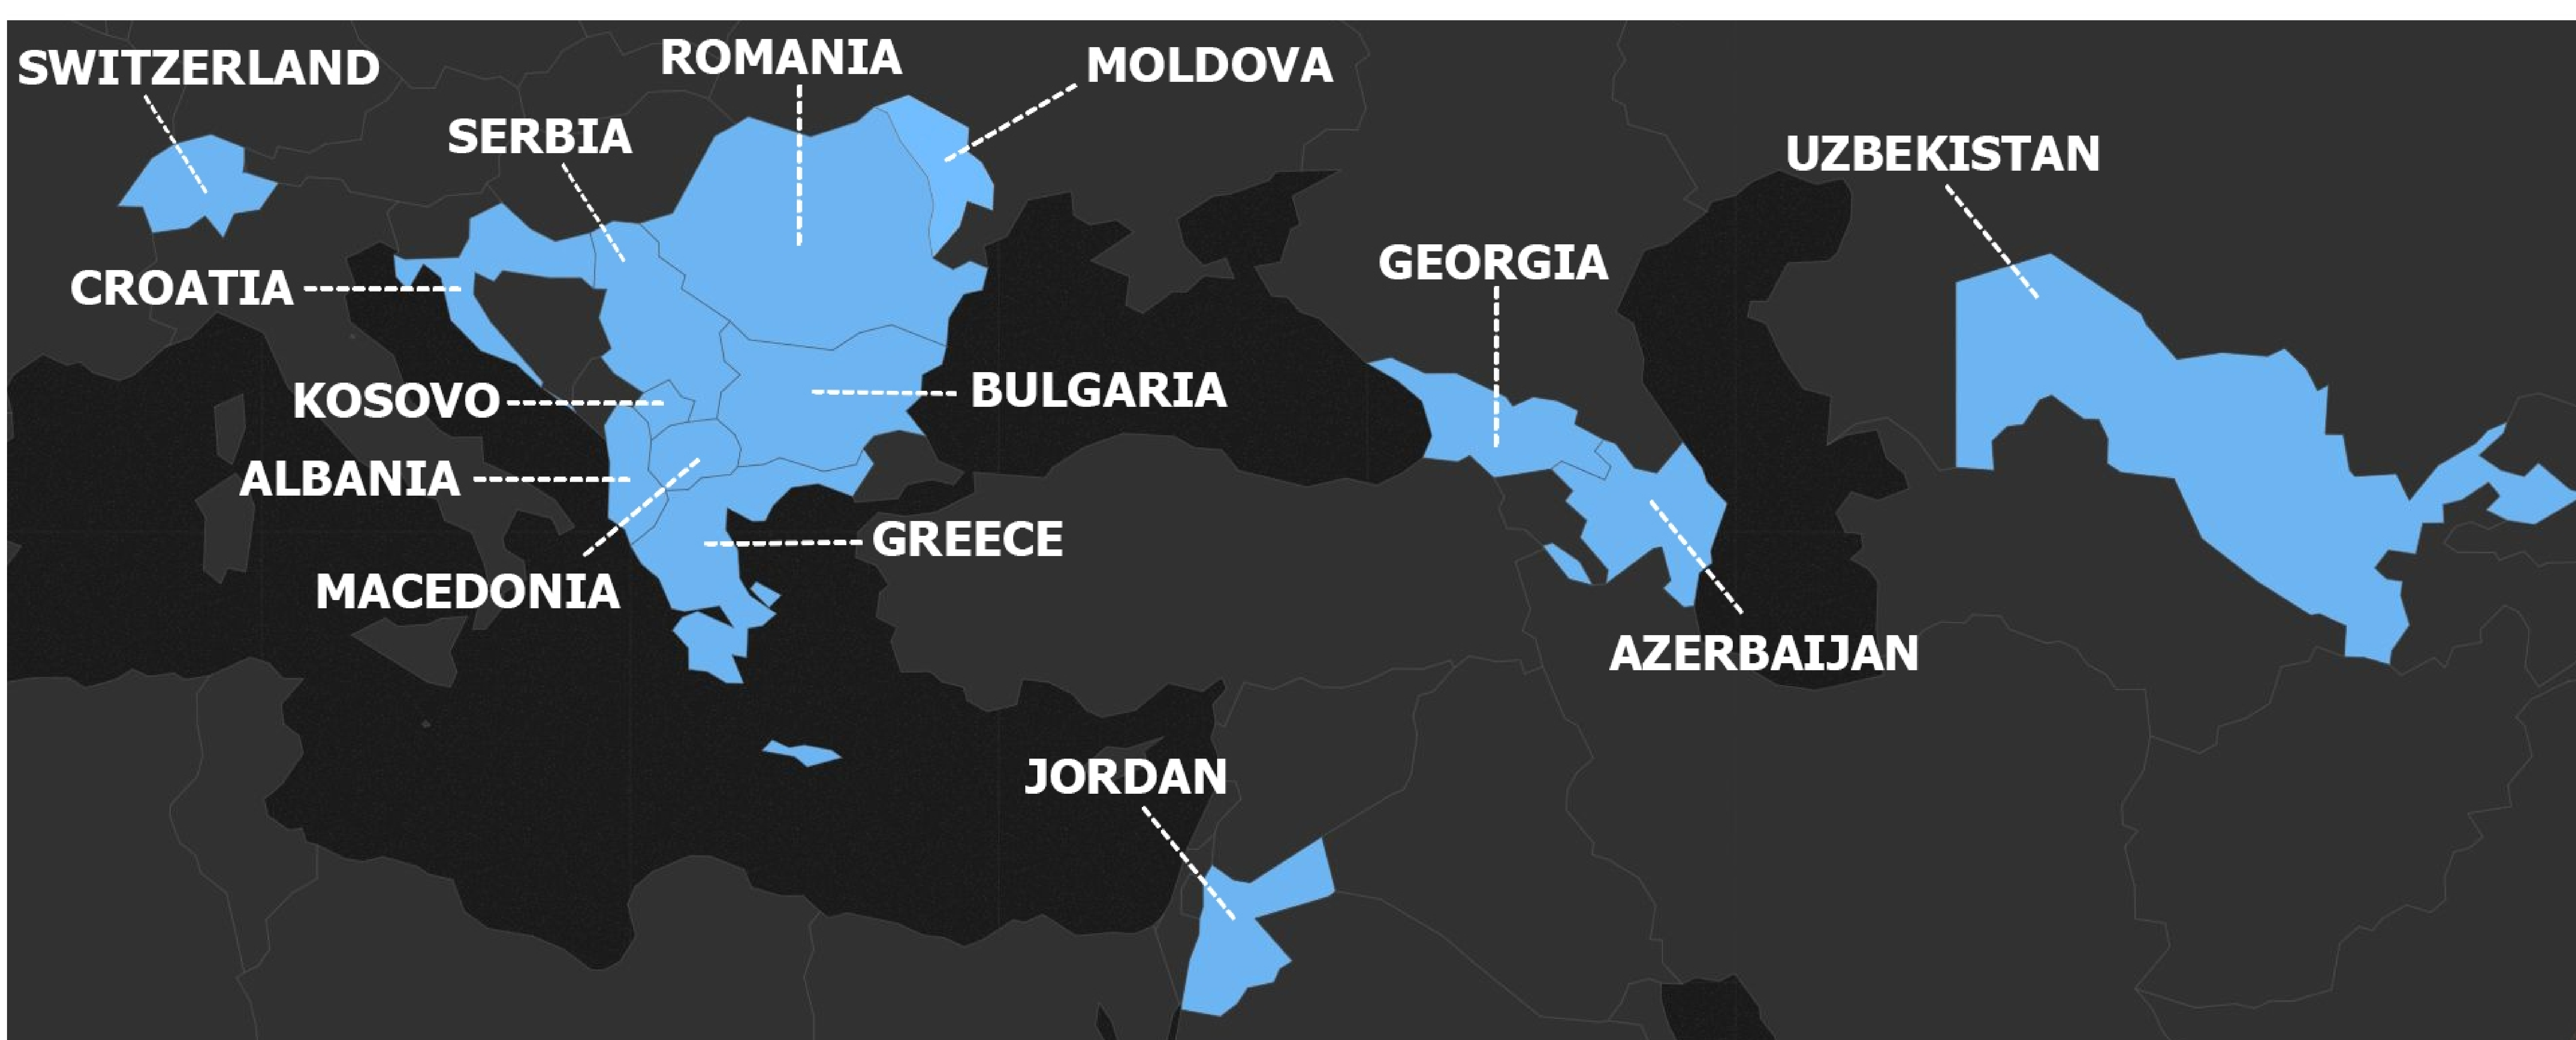 SWITZERLAND
ROMANIA
MOLDOVA
SERBIA
UZBEKISTAN
GEORGIA
CROATIA
KOSOVO
BULGARIA
ALBANIA
GREECE
MACEDONIA
AZERBAIJAN
JORDAN